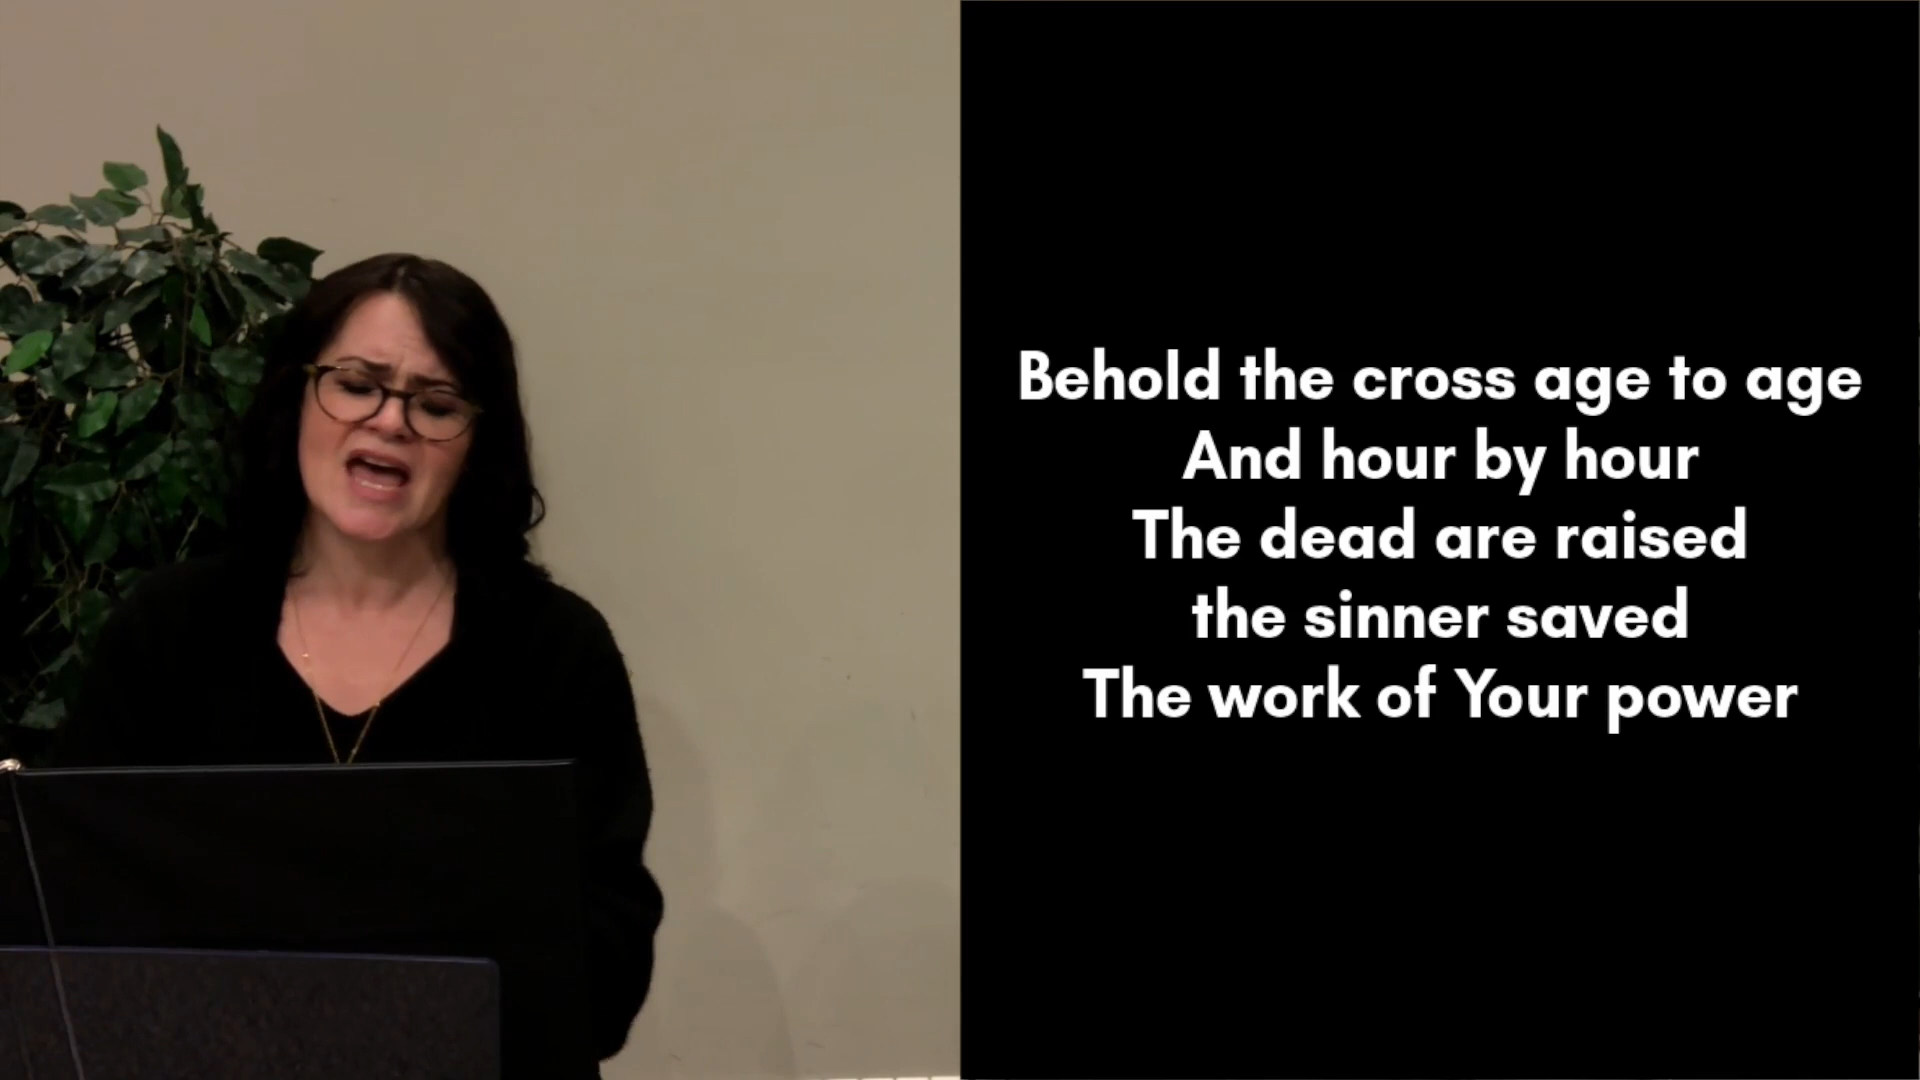 Behold the cross age to age
And hour by hour
The dead are raised
the sinner saved
The work of Your power